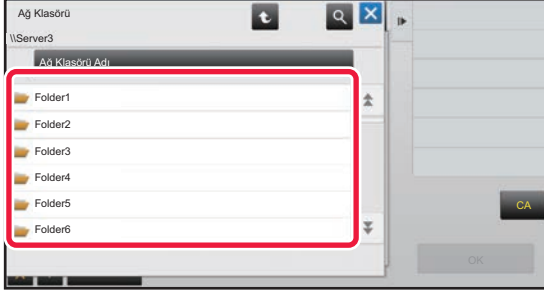 Ağ Klasörü
\\Server3
Ağ Klasörü Adı
Folder1
Folder2
Folder3
Folder4
Folder5
Folder6
CA
OK